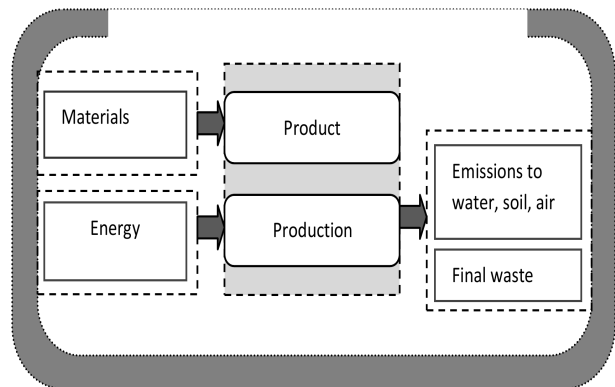 Materials
Product
Energy
Production
Emissions to
water, soil, air
Final waste